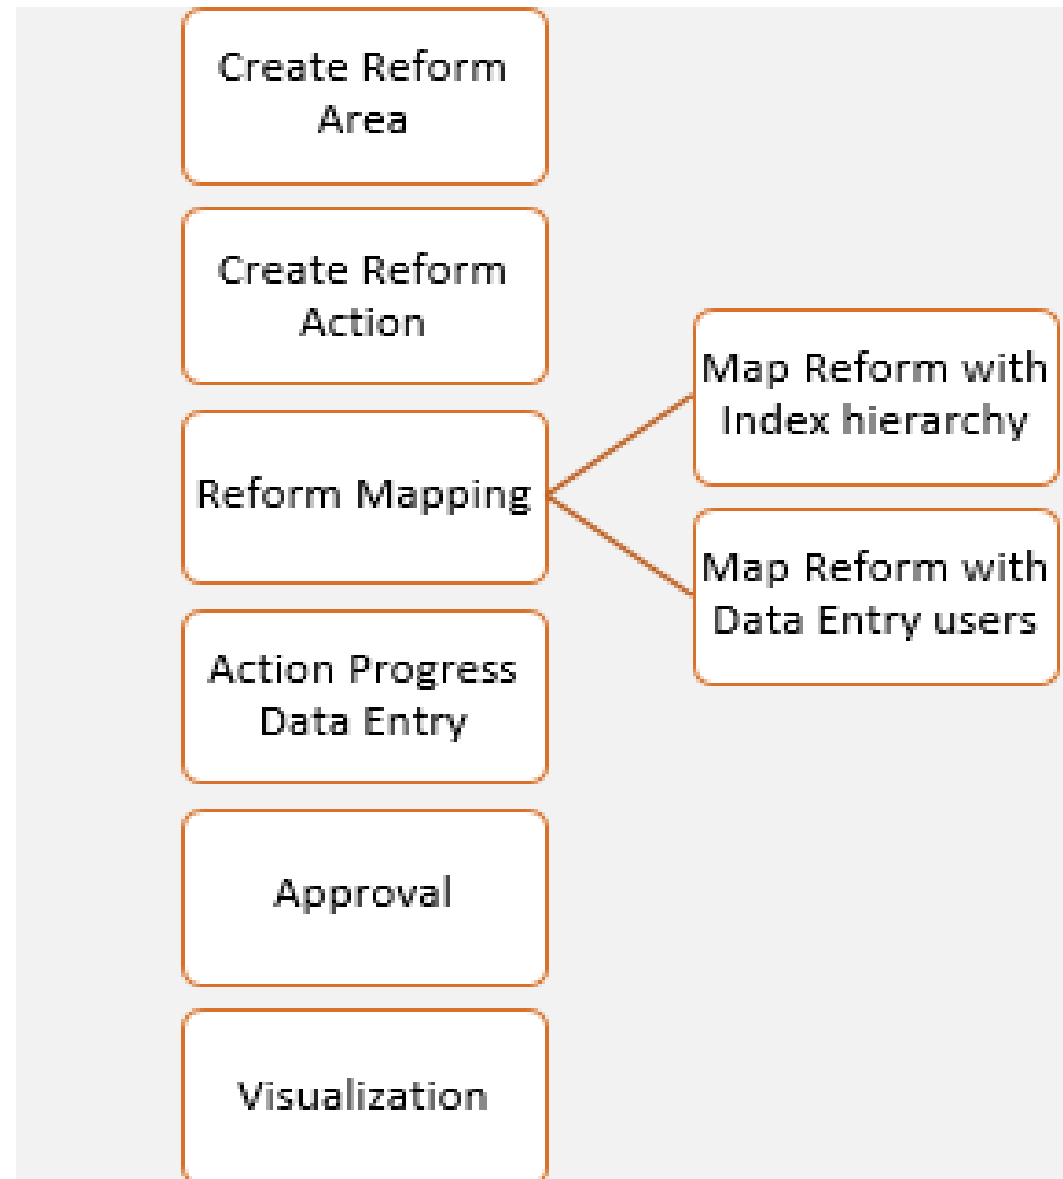 Create Reform
Area
Create Reform
Action
Reform Mapping
Map Reform with
Index hierarchy
Map Reform with
Data Entry users
Action Progress
Data Entry
Approval
Visualization